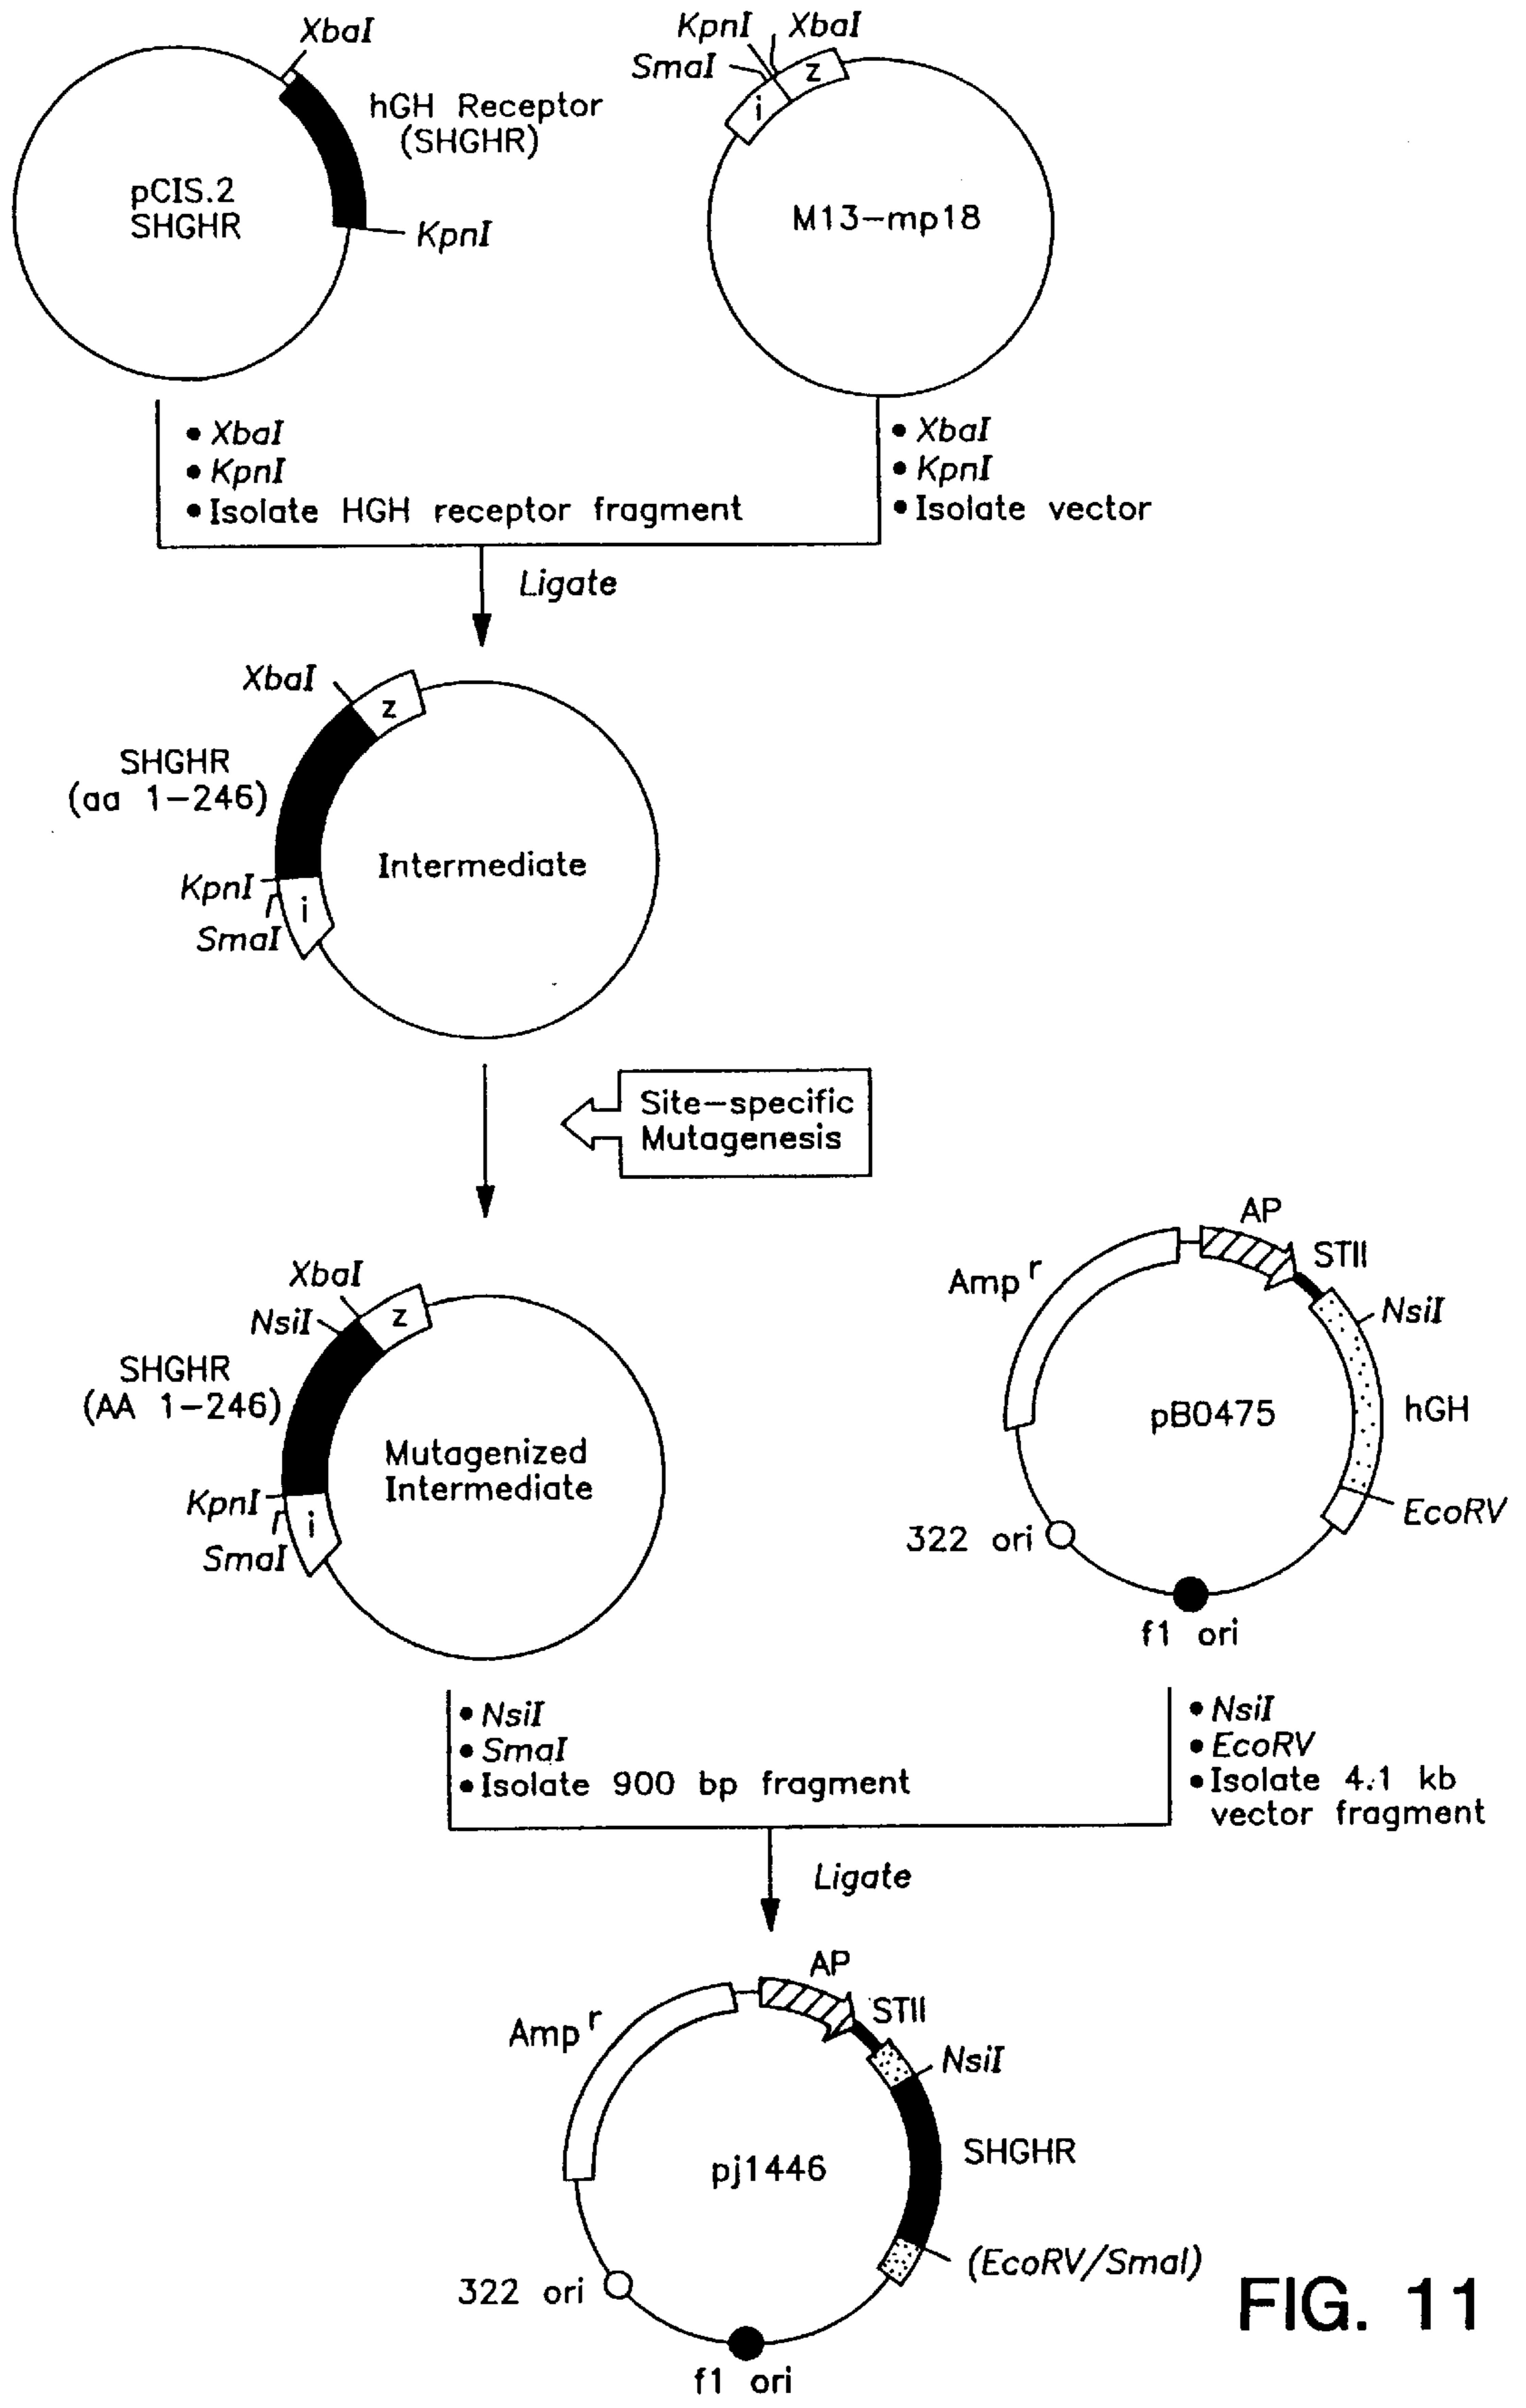 XbaI
hGH Receptor
(SHGHR)
pCIS.2
SHGHR
KpnI
KpnI
XbaI
SmaI
z
i
M13-mp18
• XbaI
• KpnI
• Isolate HGH receptor fragment
• XbaI
• KpnI
• Isolate vector
Ligate
XbaI
z
SHGHR
(aa 1-246)
Intermediate
KpnI
i
SmaI
Site-specific
Mutagenesis
XbaI
NsiI
z
SHGHR
(AA 1-246)
Mutagenized
Intermediate
KpnI
i
SmaI
AP
STII
Amp r
NsiI
pB0475
hGH
EcoRV
322 ori
f1 ori
• NsiI
• SmaI
• Isolate 900 bp fragment
• NsiI
• EcoRV
• Isolate 4.1 kb
vector fragment
Ligate
AP
STII
Amp r
NsiI
pj1446
SHGHR
(EcoRV/SmaI)
322 ori
f1 ori
FIG. 11